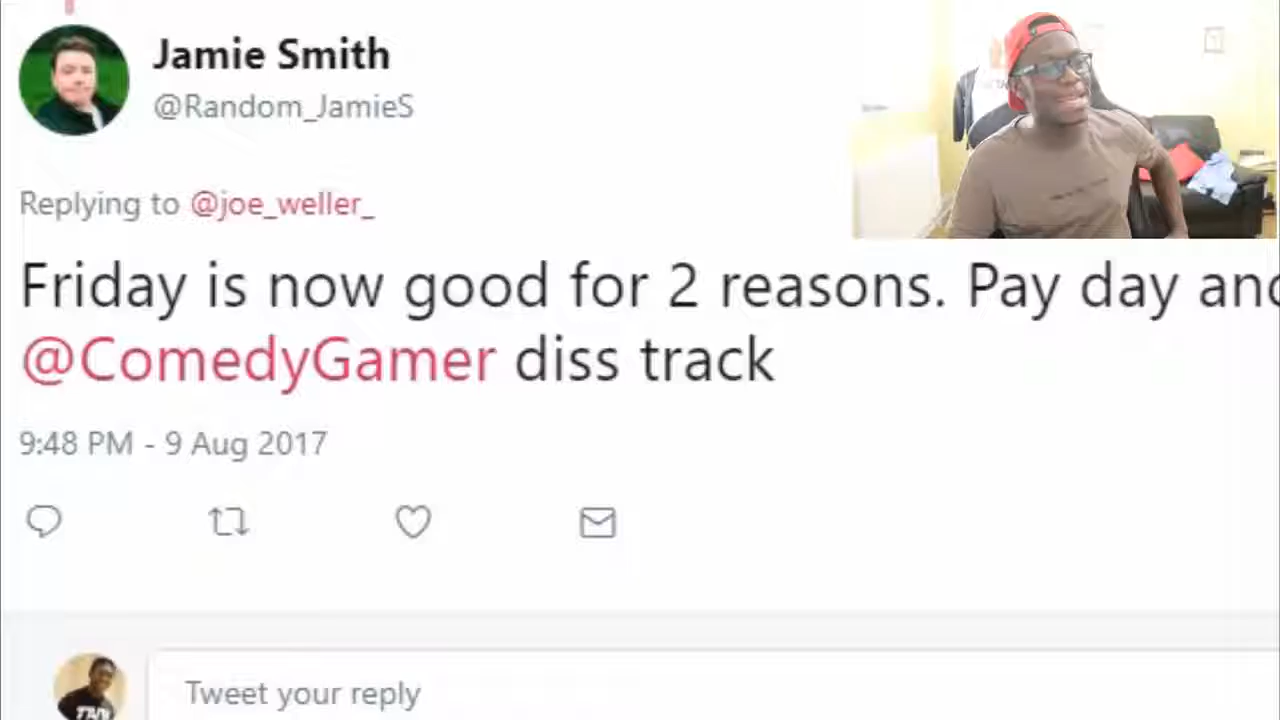 Jamie Smith
@Random_JamieS
Replying to @joe_weller_
Friday is now good for 2 reasons. Pay day and
@ComedyGamer diss track
9:48 PM - 9 Aug 2017
Tweet your reply